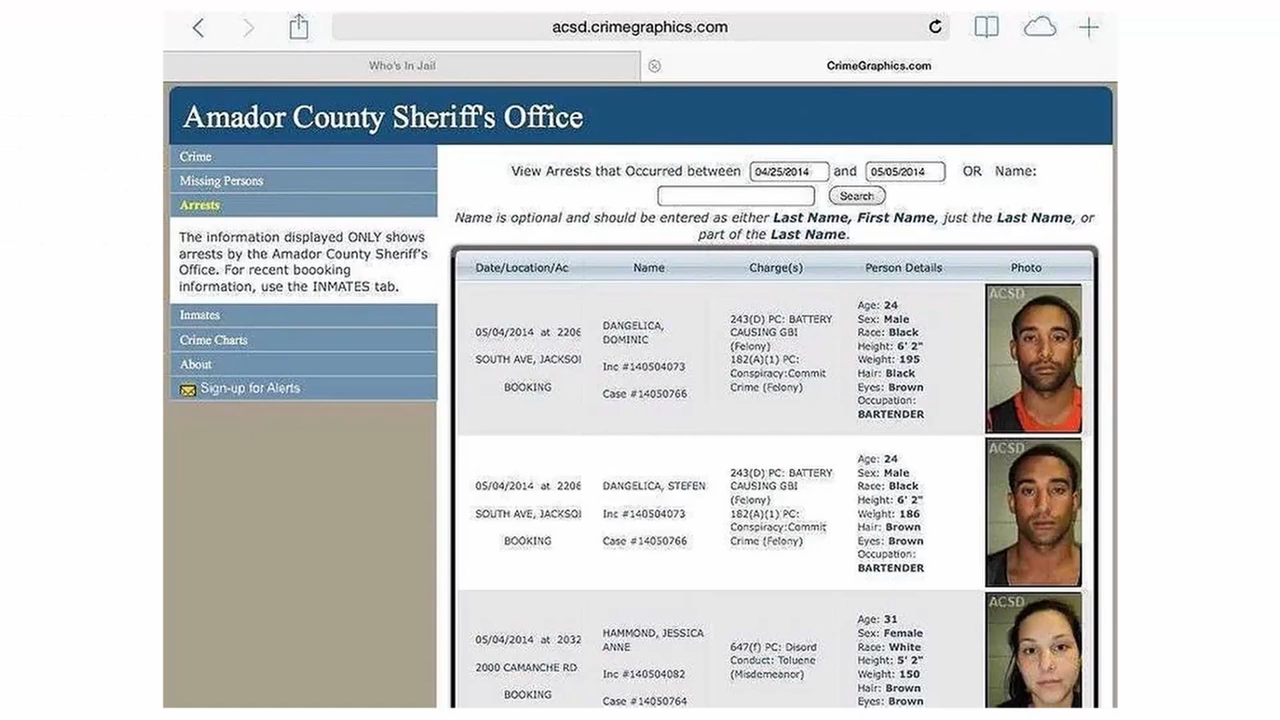 acsd.crimegraphics.com
Who's In Jail
CrimeGraphics.com
Amador County Sheriff's Office
Crime
Missing Persons
Arrests
The information displayed ONLY shows
arrests by the Amador County Sheriff's
Office. For recent boooking
information, use the INMATES tab.
Inmates
Crime Charts
About
Sign-up for Alerts
View Arrests that Occurred between 04/25/2014 and 05/05/2014 OR Name:
Search
Name is optional and should be entered as either Last Name, First Name, just the Last Name, or
part of the Last Name.
Date/Location/Ac Name Charge(s) Person Details Photo
05/04/2014 at 2206
SOUTH AVE, JACKSOI
BOOKING
DANGELICA,
DOMINIC
Inc #140504073
Case #14050766
243(D) PC: BATTERY
CAUSING GBI
(Felony)
182(A)(1) PC:
Conspiracy:Commit
Crime (Felony)
Age: 24
Sex: Male
Race: Black
Height: 6' 2"
Weight: 195
Hair: Black
Eyes: Brown
Occupation:
BARTENDER
ACSD
05/04/2014 at 2206
SOUTH AVE, JACKSOI
BOOKING
DANGELICA, STEFEN
Inc #140504073
Case #14050766
243(D) PC: BATTERY
CAUSING GBI
(Felony)
182(A)(1) PC:
Conspiracy:Commit
Crime (Felony)
Age: 24
Sex: Male
Race: Black
Height: 6' 2"
Weight: 186
Hair: Brown
Eyes: Brown
Occupation:
BARTENDER
ACSD
05/04/2014 at 2032
2000 CAMANCHE RD
BOOKING
HAMMOND, JESSICA
ANNE
Inc #140504082
Case #14050764
647(f) PC: Disord
Conduct: Toluene
(Misdemeanor)
Age: 31
Sex: Female
Race: White
Height: 5' 2"
Weight: 150
Hair: Brown
Eyes: Brown
ACSD